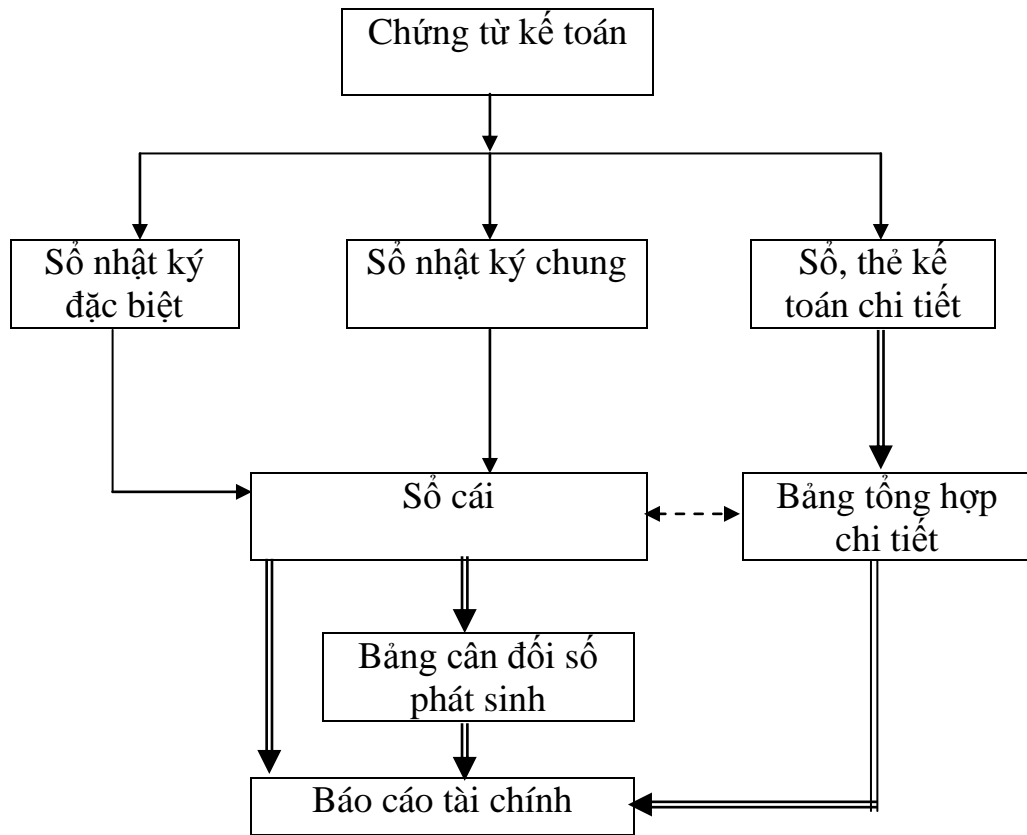 Chứng từ kế toán
Sổ nhật ký
đặc biệt
Sổ nhật ký chung
Sổ, thẻ kế
toán chi tiết
Sổ cái
Bảng tổng hợp
chi tiết
Bảng cân đối số
phát sinh
Báo cáo tài chính